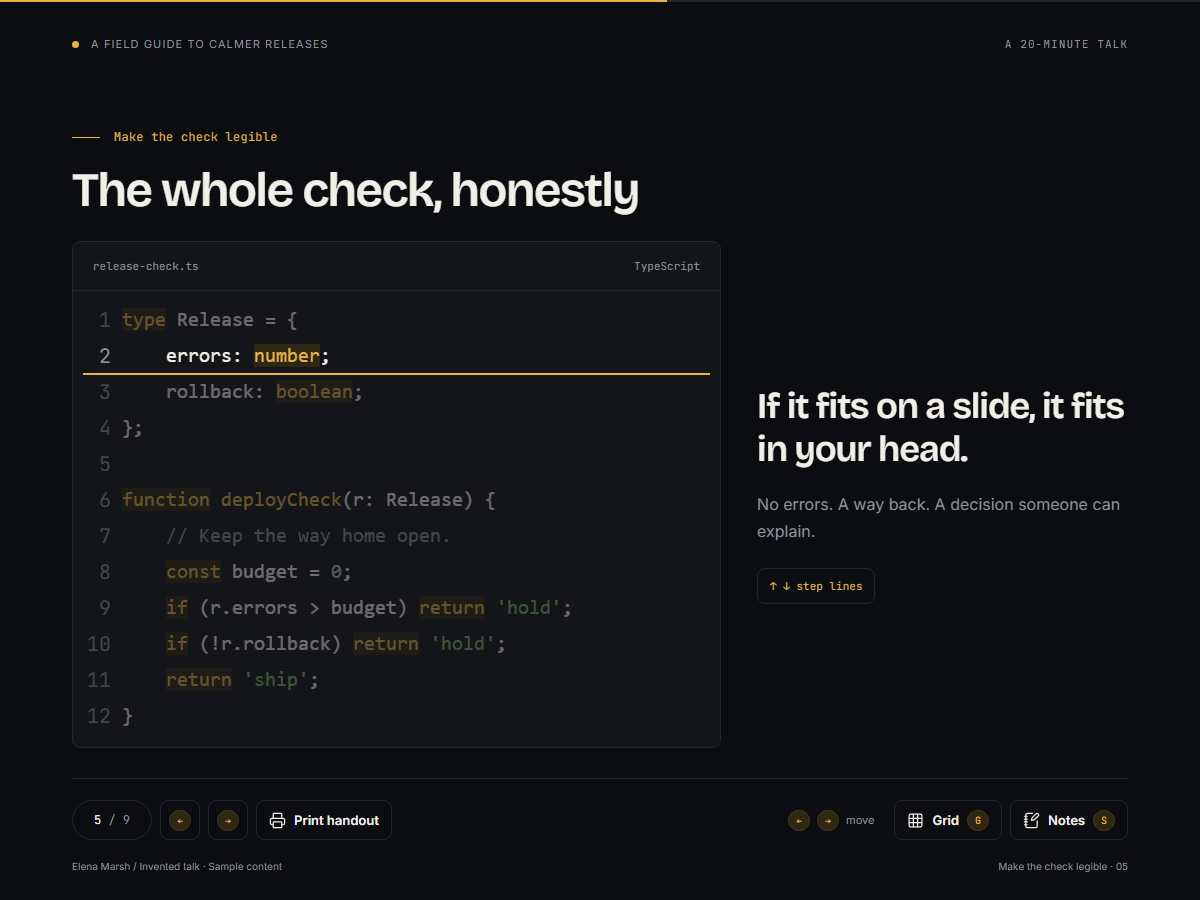 A FIELD GUIDE TO CALMER RELEASES
A 20-MINUTE TALK
Make the check legible
The whole check, honestly
release-check.ts
TypeScript
1 type Release = {
2     errors: number;
3     rollback: boolean;
4 };
5
6 function deployCheck(r: Release) {
7     // Keep the way home open.
8     const budget = 0;
9     if (r.errors > budget) return 'hold';
10     if (!r.rollback) return 'hold';
11     return 'ship';
12 }
If it fits on a slide, it fits
in your head.
No errors. A way back. A decision someone can
explain.
↑ ↓ step lines
5 / 9
←
→
Print handout
← → move
Grid G
Notes S
Elena Marsh / Invented talk · Sample content
Make the check legible · 05